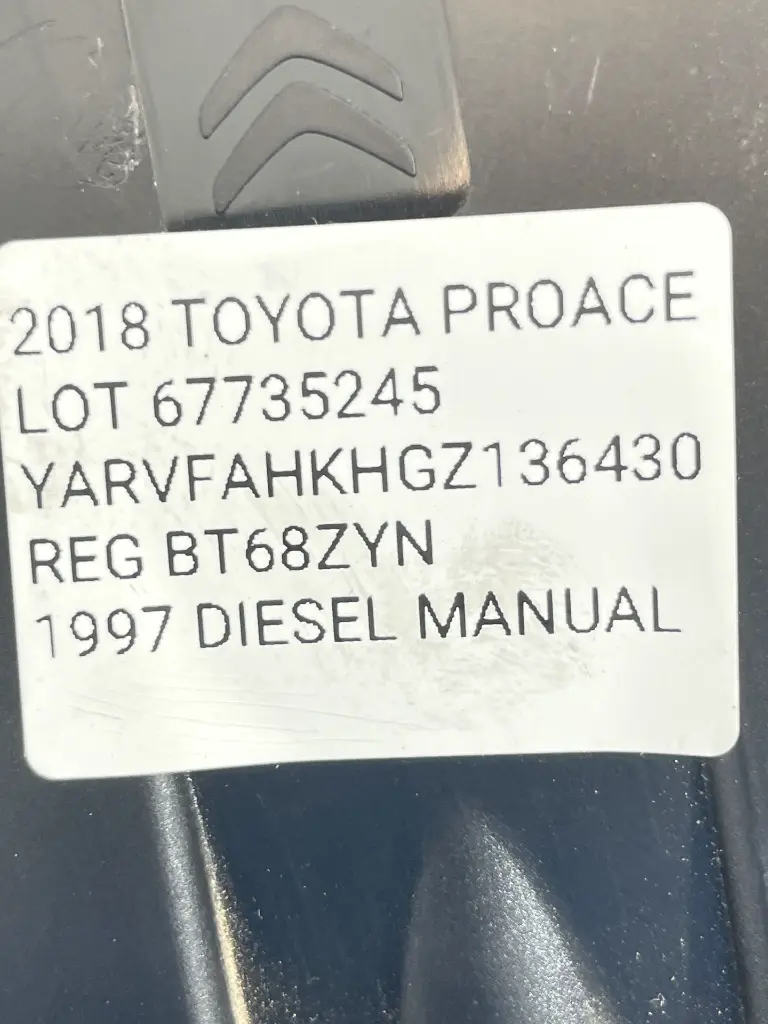 2018 TOYOTA PROACE
LOT 67735245
YARVFAHKHGZ136430
REG BT68ZYN
1997 DIESEL MANUAL